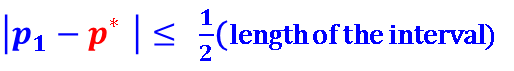 |p₁ − p* | ≤ ½(length of the interval)